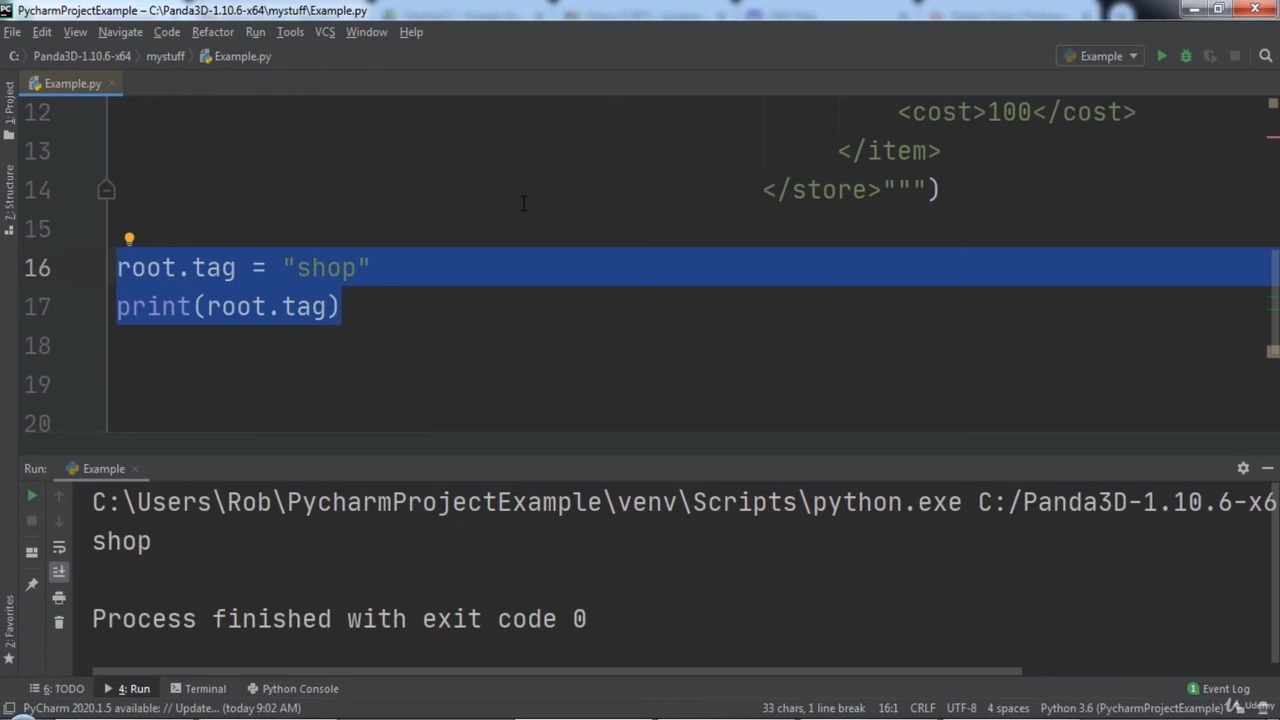 PycharmProjectExample – C:\Panda3D-1.10.6-x64\mystuff\Example.py
File Edit View Navigate Code Refactor Run Tools VCS Window Help
C: Panda3D-1.10.6-x64 mystuff Example.py Example
1: Project
7: Structure
2: Favorites
Example.py
12 <cost>100</cost>
13 </item>
14 </store>""")
15
16 root.tag = "shop"
17 print(root.tag)
18
19
20
Run: Example
C:\Users\Rob\PycharmProjectExample\venv\Scripts\python.exe C:/Panda3D-1.10.6-x6
shop
Process finished with exit code 0
6: TODO 4: Run Terminal Python Console 1 Event Log
PyCharm 2020.1.5 available: // Update... (today 9:02 AM) 33 chars, 1 line break 16:1 CRLF UTF-8 4 spaces Python 3.6 (PycharmProjectExample)
Udemy